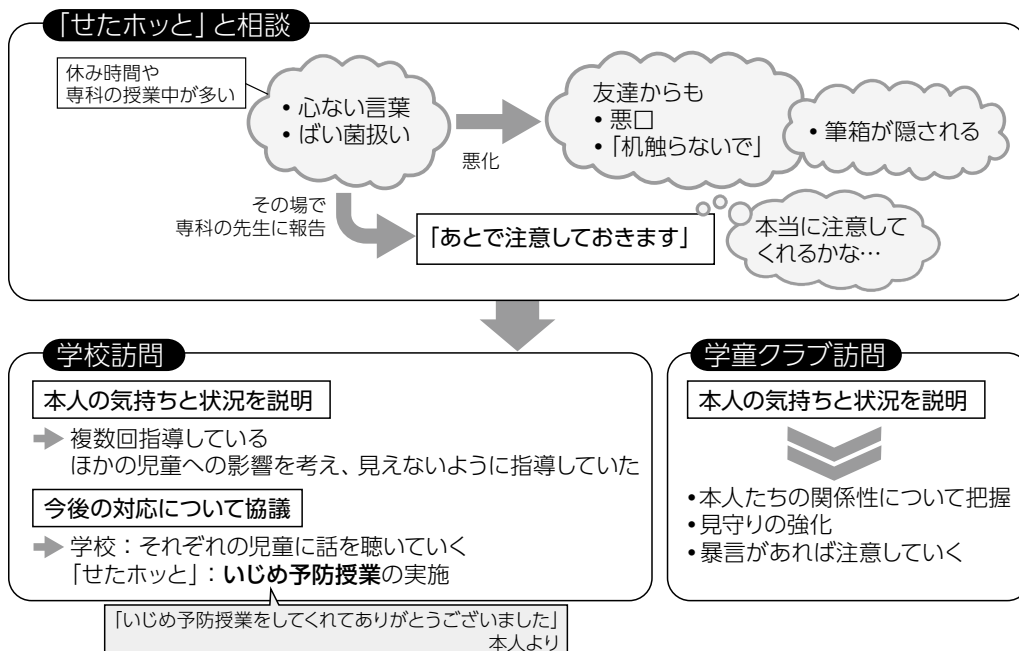 「せたホッと」と相談
休み時間や
専科の授業中が多い
• 心ない言葉
• ばい菌扱い
悪化
友達からも
• 悪口
• 「机触らないで」
• 筆箱が隠される
その場で
専科の先生に報告
「あとで注意しておきます」
本当に注意して
くれるかな…
学校訪問
本人の気持ちと状況を説明
複数回指導している
ほかの児童への影響を考え、見えないように指導していた
今後の対応について協議
学校：それぞれの児童に話を聴いていく
「せたホッと」：いじめ予防授業の実施
「いじめ予防授業をしてくれてありがとうございました」
本人より
学童クラブ訪問
本人の気持ちと状況を説明
•本人たちの関係性について把握
•見守りの強化
•暴言があれば注意していく